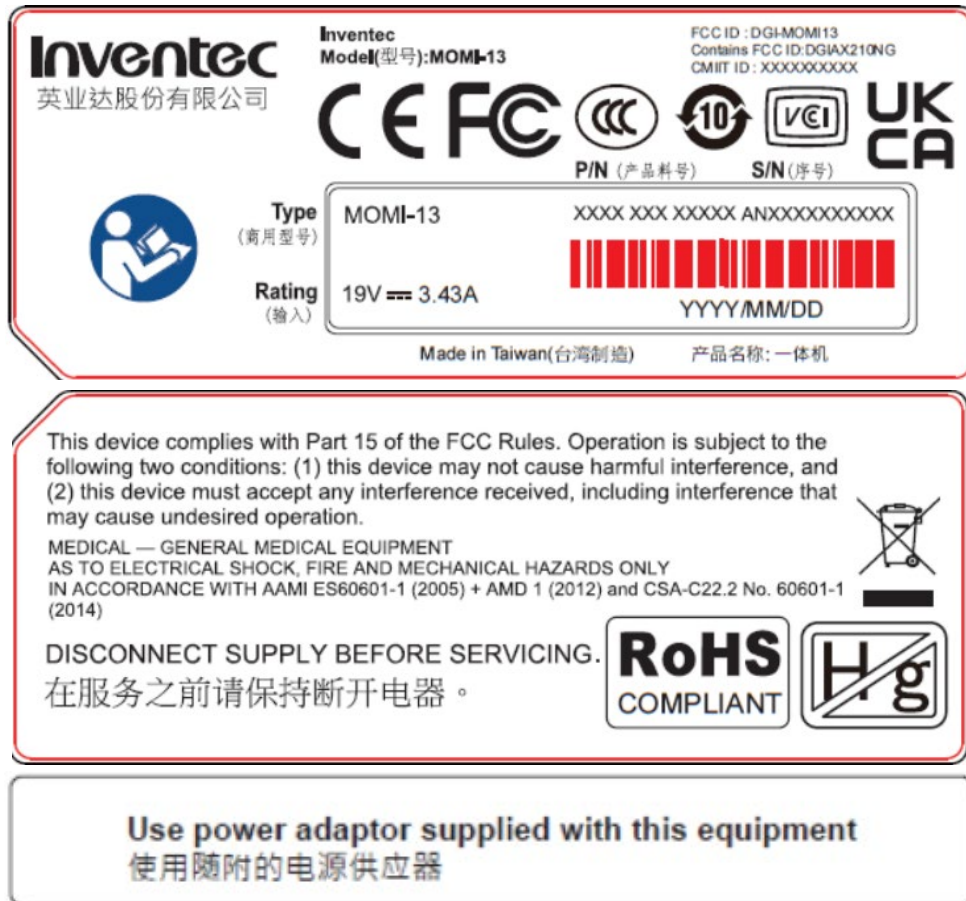 Inventec
英业达股份有限公司
Inventec
Model(型号):MOMI-13
FCC ID : DGI-MOMI13
Contains FCC ID:DGIAX210NG
CMIIT ID : XXXXXXXXXX
CE FC CCC 10 VCI UK
CA
P/N (产品料号) S/N(序号)
Type MOMI-13 XXXX XXX XXXXX ANXXXXXXXXXX
(商用型号)
Rating 19V 3.43A YYYY/MM/DD
(输入)
Made in Taiwan(台湾制造) 产品名称: 一体机
This device complies with Part 15 of the FCC Rules. Operation is subject to the
following two conditions: (1) this device may not cause harmful interference, and
(2) this device must accept any interference received, including interference that
may cause undesired operation.
MEDICAL — GENERAL MEDICAL EQUIPMENT
AS TO ELECTRICAL SHOCK, FIRE AND MECHANICAL HAZARDS ONLY
IN ACCORDANCE WITH AAMI ES60601-1 (2005) + AMD 1 (2012) and CSA-C22.2 No. 60601-1
(2014)
DISCONNECT SUPPLY BEFORE SERVICING.
在服务之前请保持断开电器。
RoHS
COMPLIANT
Hg
Use power adaptor supplied with this equipment
使用随附的电源供应器